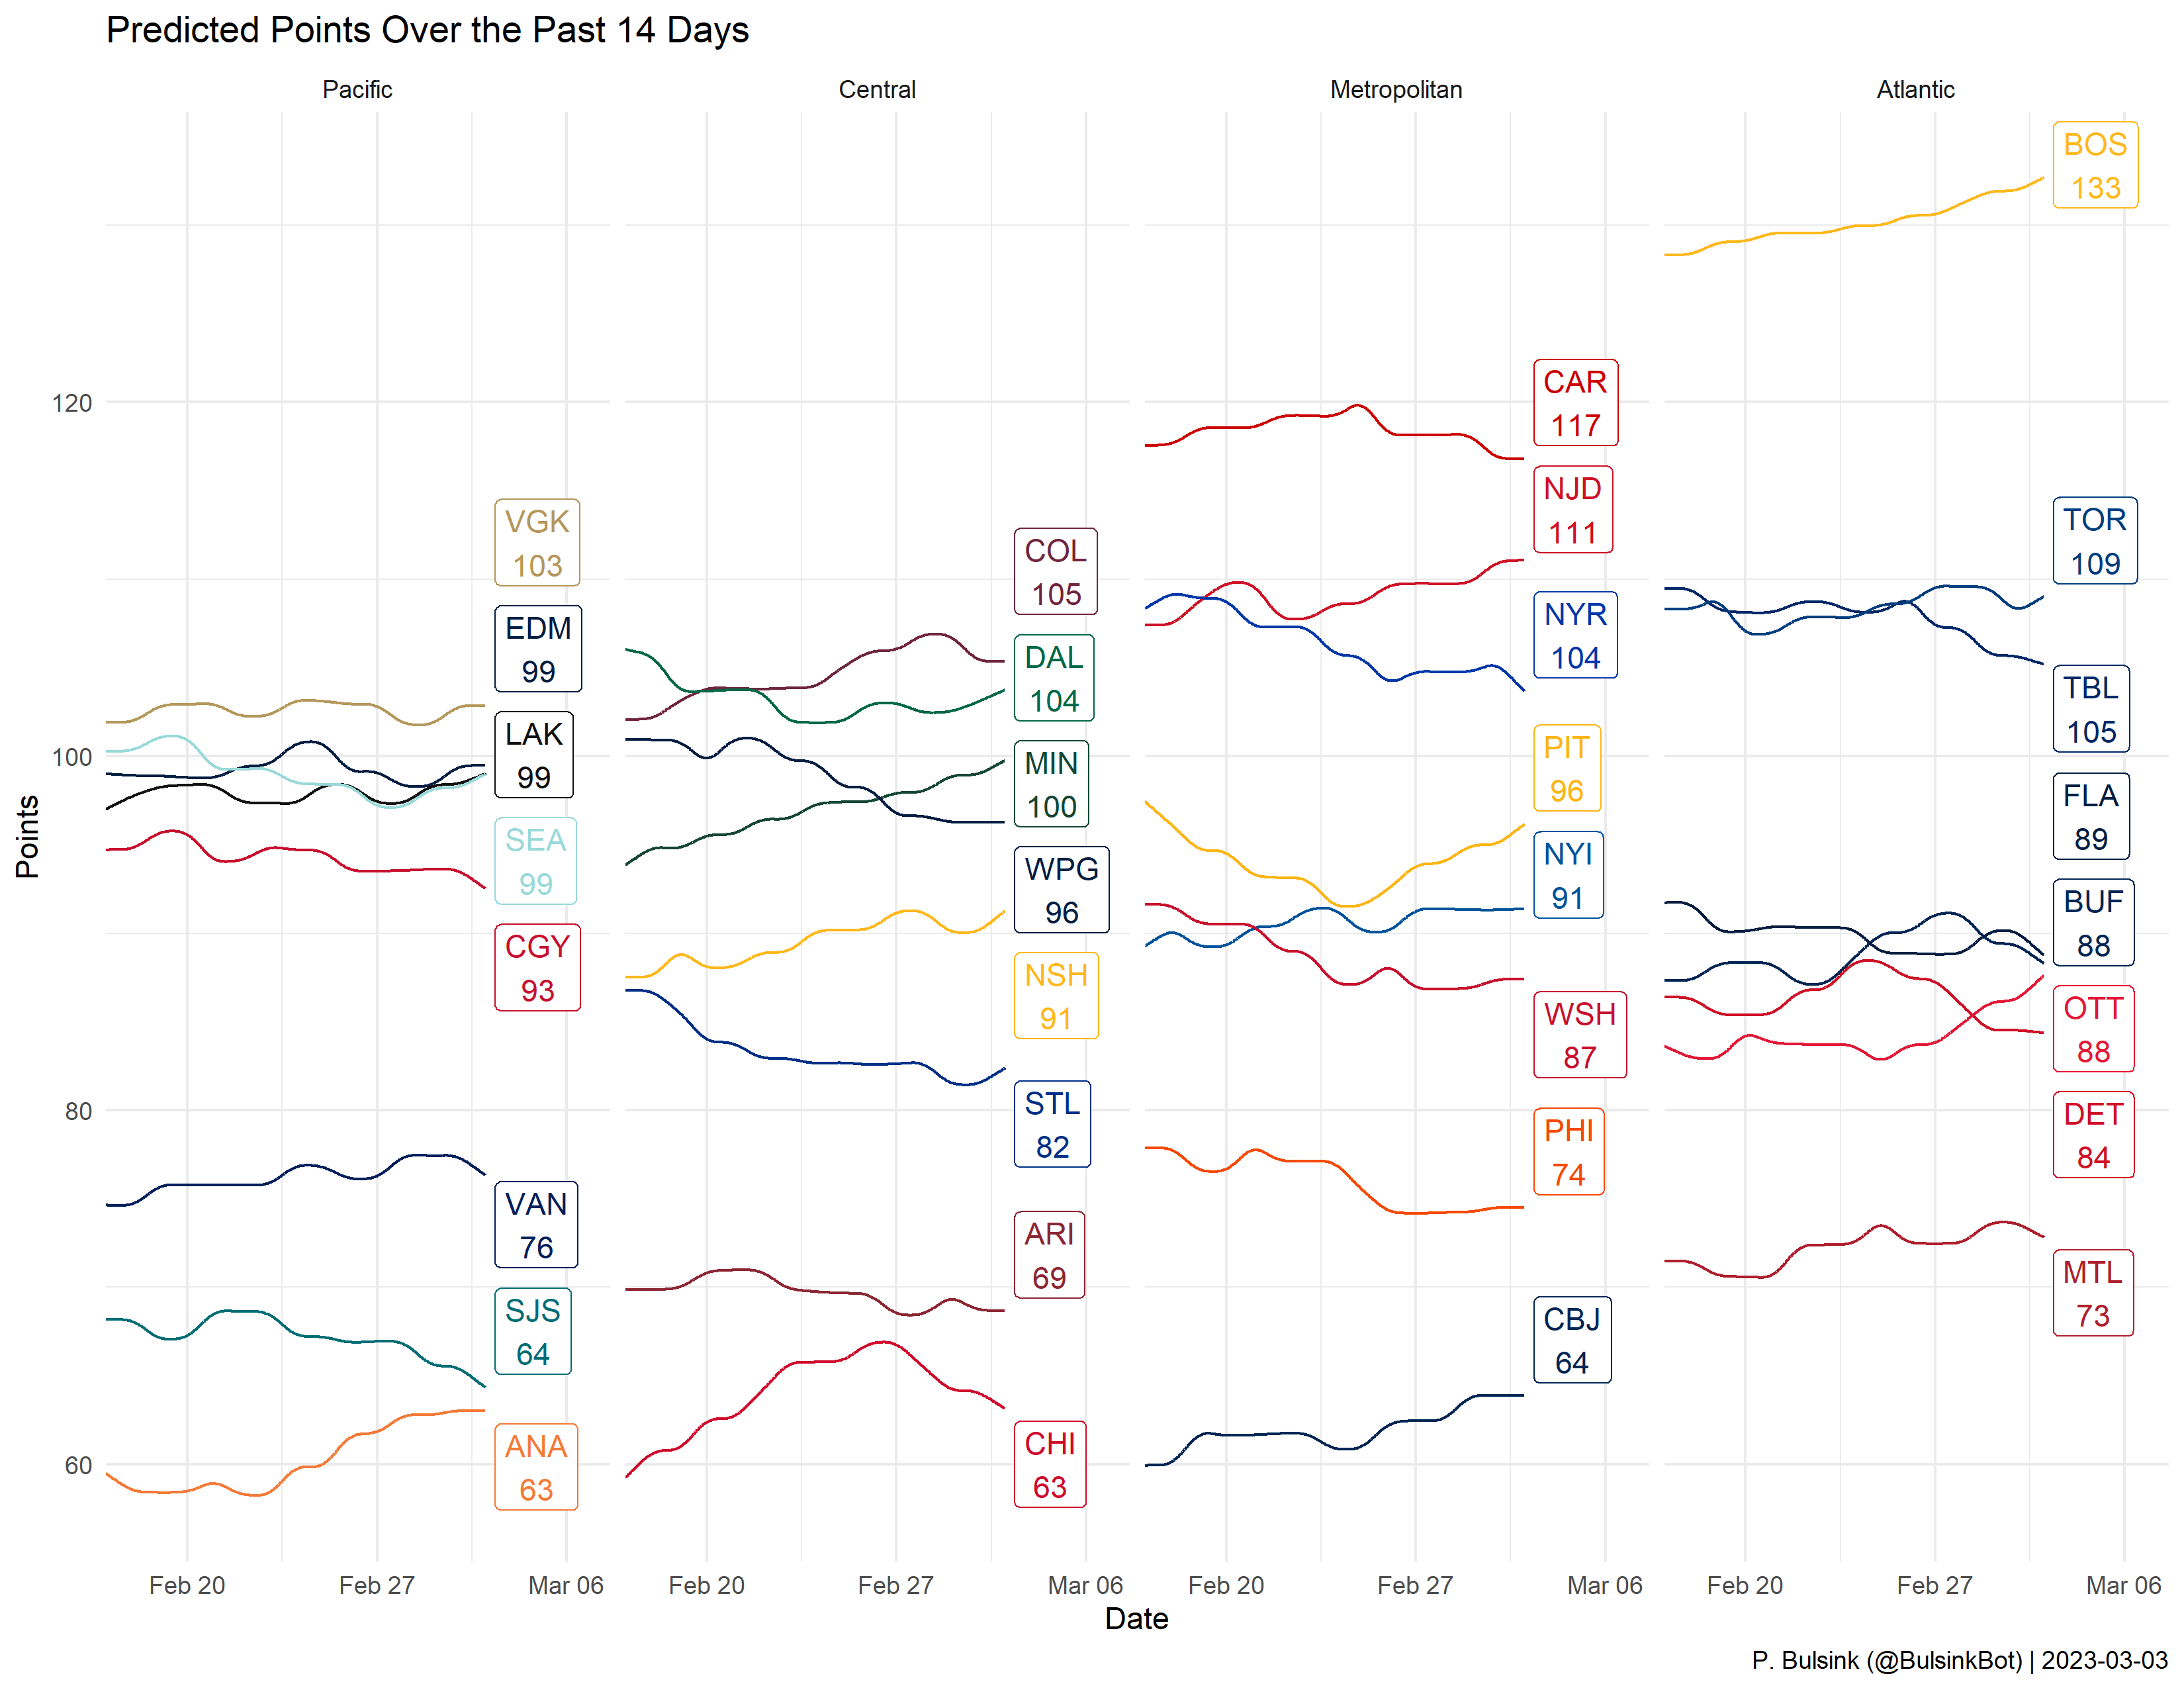 Predicted Points Over the Past 14 Days
Pacific
Central
Metropolitan
Atlantic
Points
120
100
80
60
VGK
103
EDM
99
LAK
99
SEA
99
CGY
93
VAN
76
SJS
64
ANA
63
COL
105
DAL
104
MIN
100
WPG
96
NSH
91
STL
82
ARI
69
CHI
63
CAR
117
NJD
111
NYR
104
PIT
96
NYI
91
WSH
87
PHI
74
CBJ
64
BOS
133
TOR
109
TBL
105
FLA
89
BUF
88
OTT
88
DET
84
MTL
73
Feb 20 Feb 27 Mar 06
Feb 20 Feb 27 Mar 06
Feb 20 Feb 27 Mar 06
Feb 20 Feb 27 Mar 06
Date
P. Bulsink (@BulsinkBot) | 2023-03-03